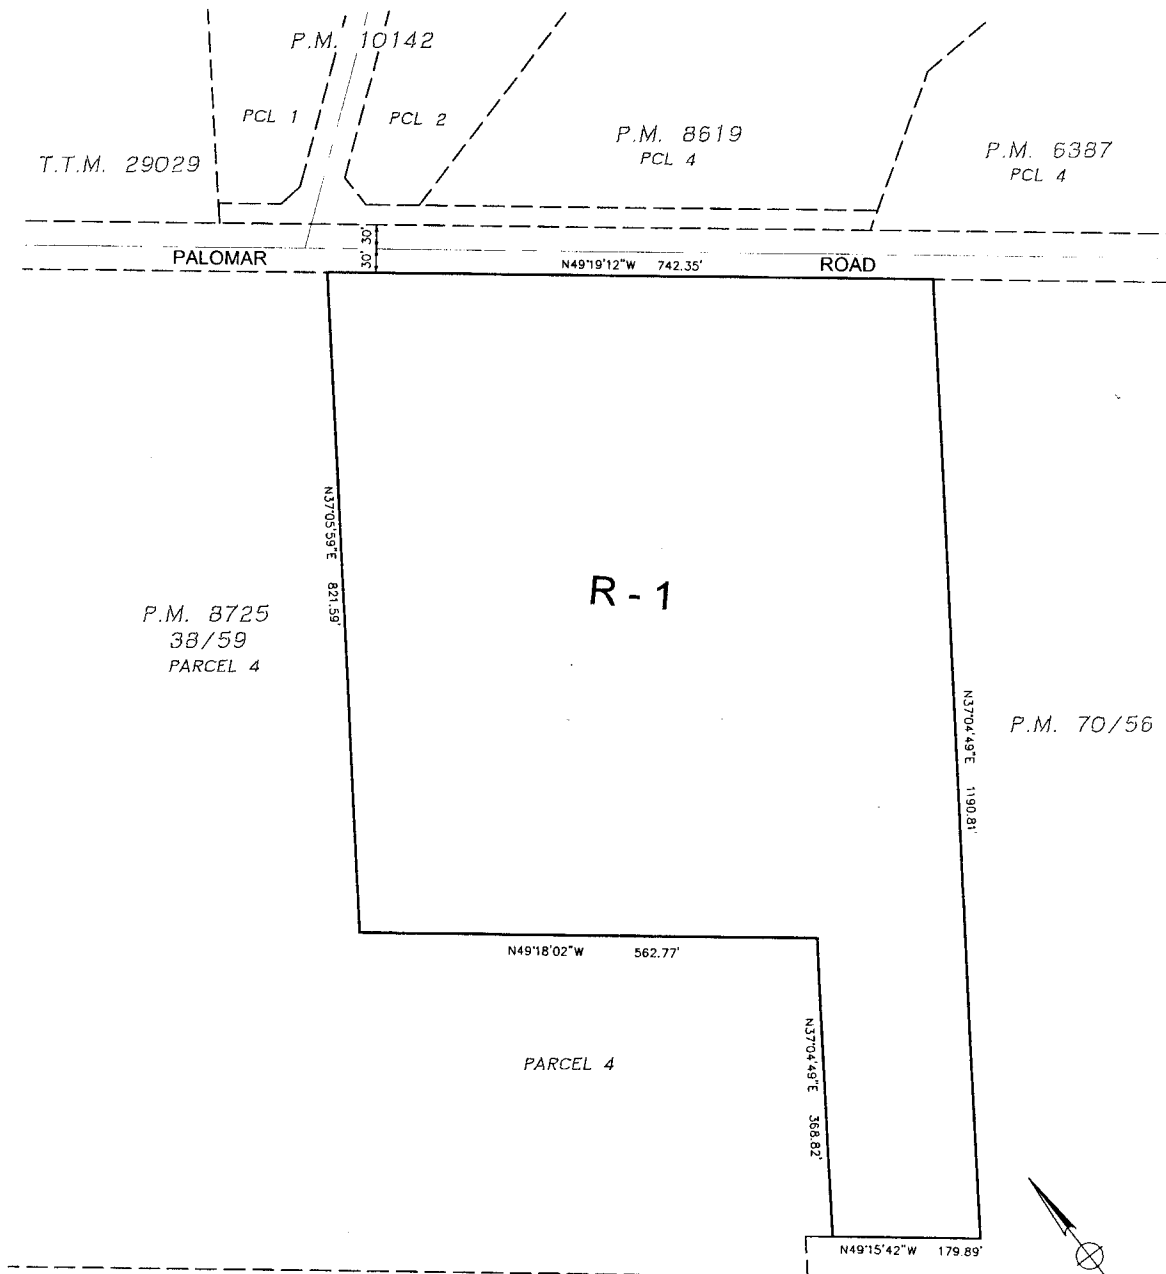 P.M. 10142
PCL 1
PCL 2
P.M. 8619
PCL 4
P.M. 6387
PCL 4
T.T.M. 29029
30' 30'
PALOMAR
N49°19'12"W 742.35'
ROAD
N37°05'59"E 821.59'
R - 1
P.M. 8725
38/59
PARCEL 4
N37°04'49"E 1190.81'
P.M. 70/56
N49°18'02"W 562.77'
PARCEL 4
N37°04'49"E 368.82'
N49°15'42"W 179.89'